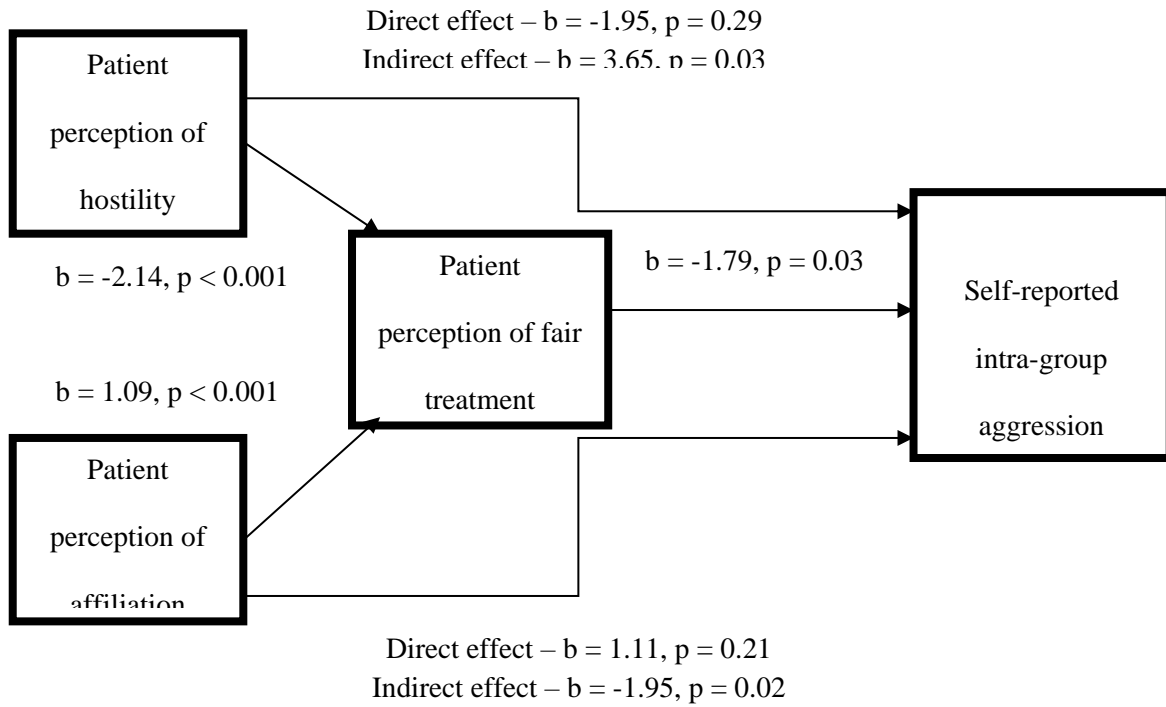 Direct effect – b = -1.95, p = 0.29
Indirect effect – b = 3.65, p = 0.03
Patient
perception of
hostility
b = -2.14, p < 0.001
Patient
perception of fair
treatment
b = -1.79, p = 0.03
Self-reported
intra-group
aggression
b = 1.09, p < 0.001
Patient
perception of
affiliation
Direct effect – b = 1.11, p = 0.21
Indirect effect – b = -1.95, p = 0.02